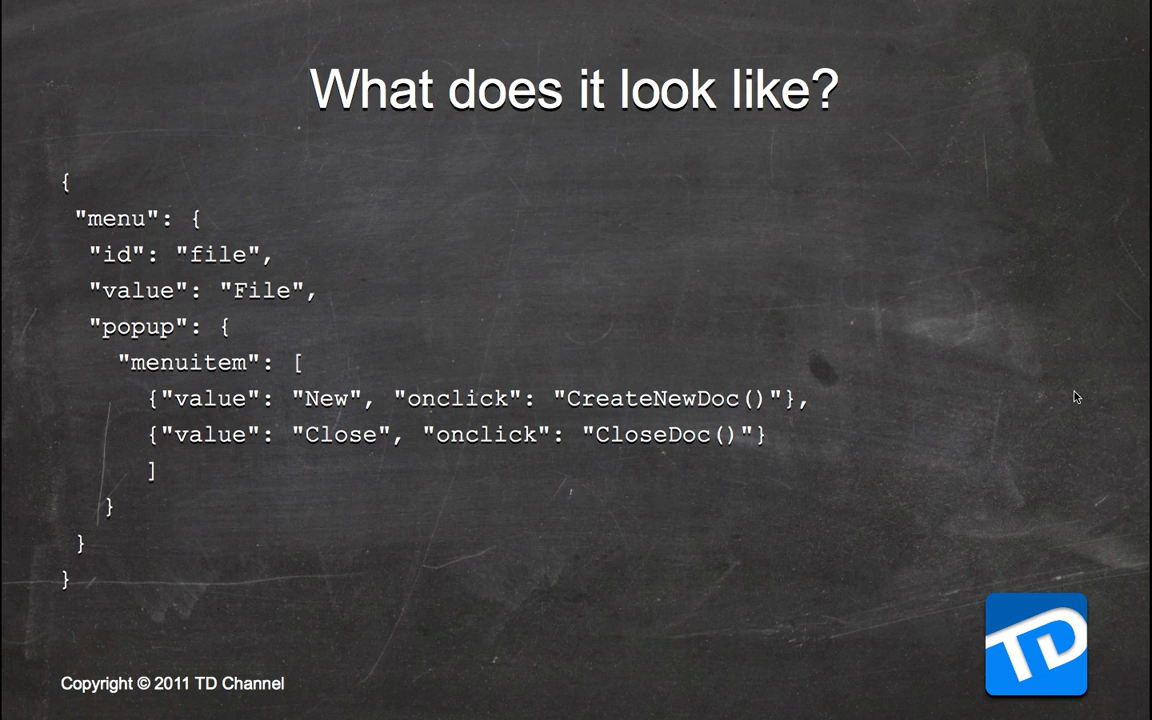 What does it look like?
{
"menu": {
"id": "file",
"value": "File",
"popup": {
"menuitem": [
{"value": "New", "onclick": "CreateNewDoc()"},
{"value": "Close", "onclick": "CloseDoc()"}
]
}
}
}
Copyright © 2011 TD Channel
TD